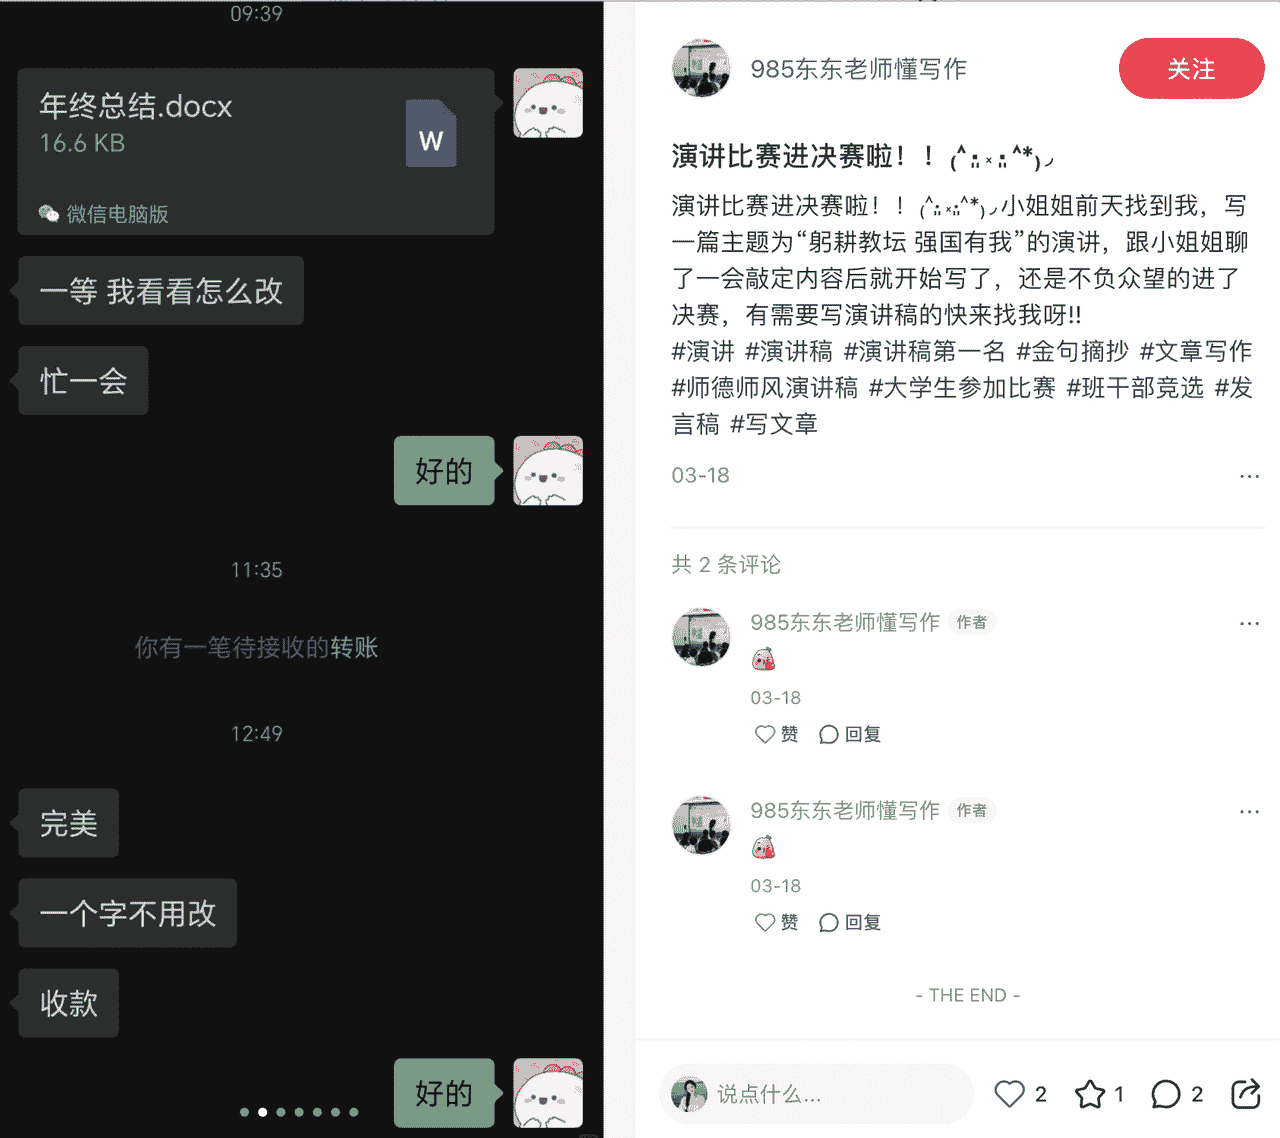 09:39
年终总结.docx
16.6 KB
W
微信电脑版
一等 我看看怎么改
忙一会
好的
11:35
你有一笔待接收的转账
12:49
完美
一个字不用改
收款
好的
985东东老师懂写作
关注
演讲比赛进决赛啦！！
演讲比赛进决赛啦！！小姐姐前天找到我，写
一篇主题为“躬耕教坛 强国有我”的演讲，跟小姐姐聊
了一会敲定内容后就开始写了，还是不负众望的进了
决赛，有需要写演讲稿的快来找我呀!!
#演讲 #演讲稿 #演讲稿第一名 #金句摘抄 #文章写作
#师德师风演讲稿 #大学生参加比赛 #班干部竞选 #发
言稿 #写文章
03-18
共 2 条评论
985东东老师懂写作 作者
03-18
赞 回复
985东东老师懂写作 作者
03-18
赞 回复
- THE END -
说点什么... 2 1 2